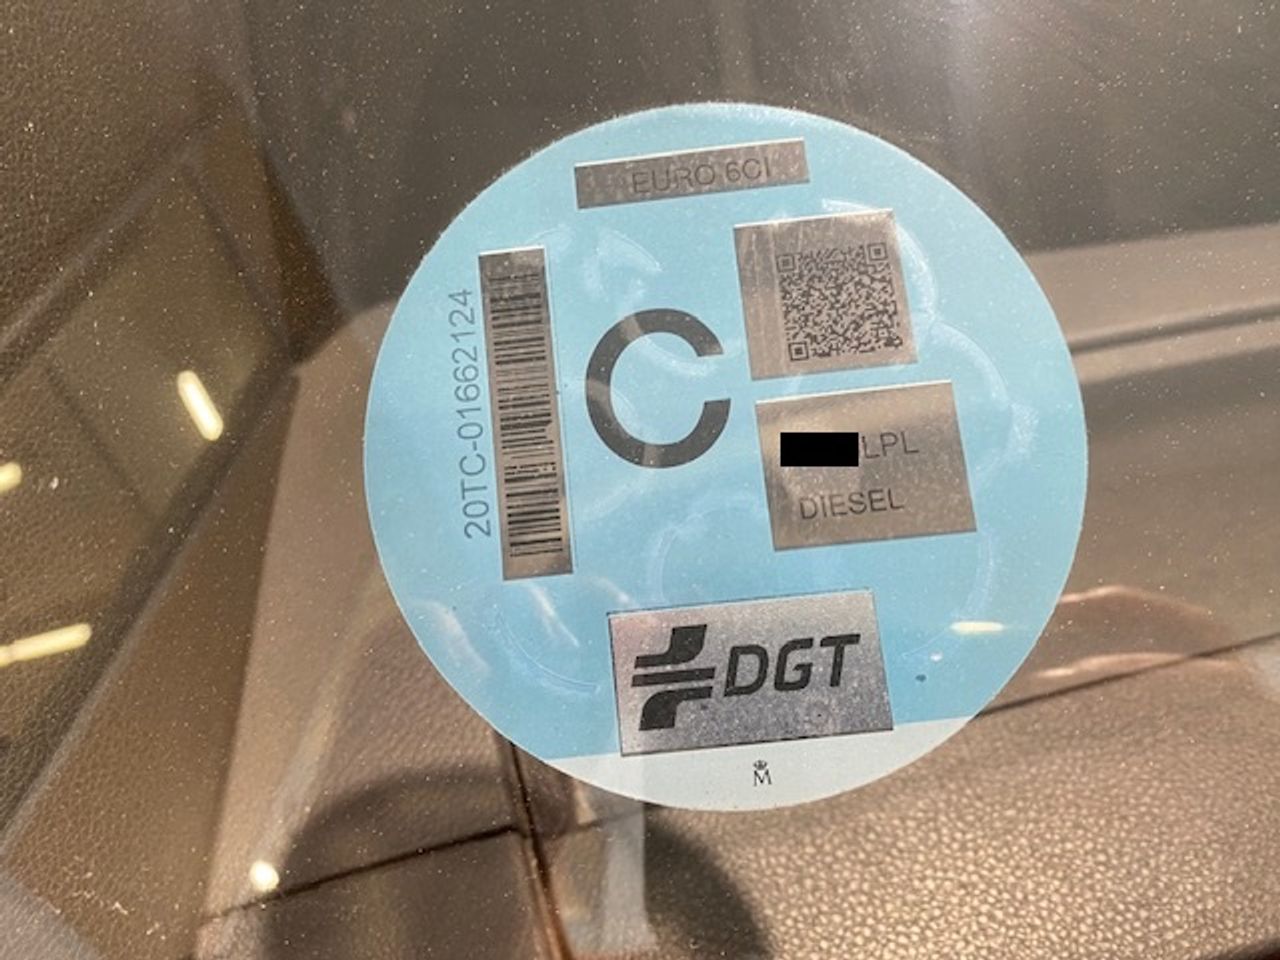 EURO 6CI
20TC-01662124
C
LPL
DIESEL
DGT
M